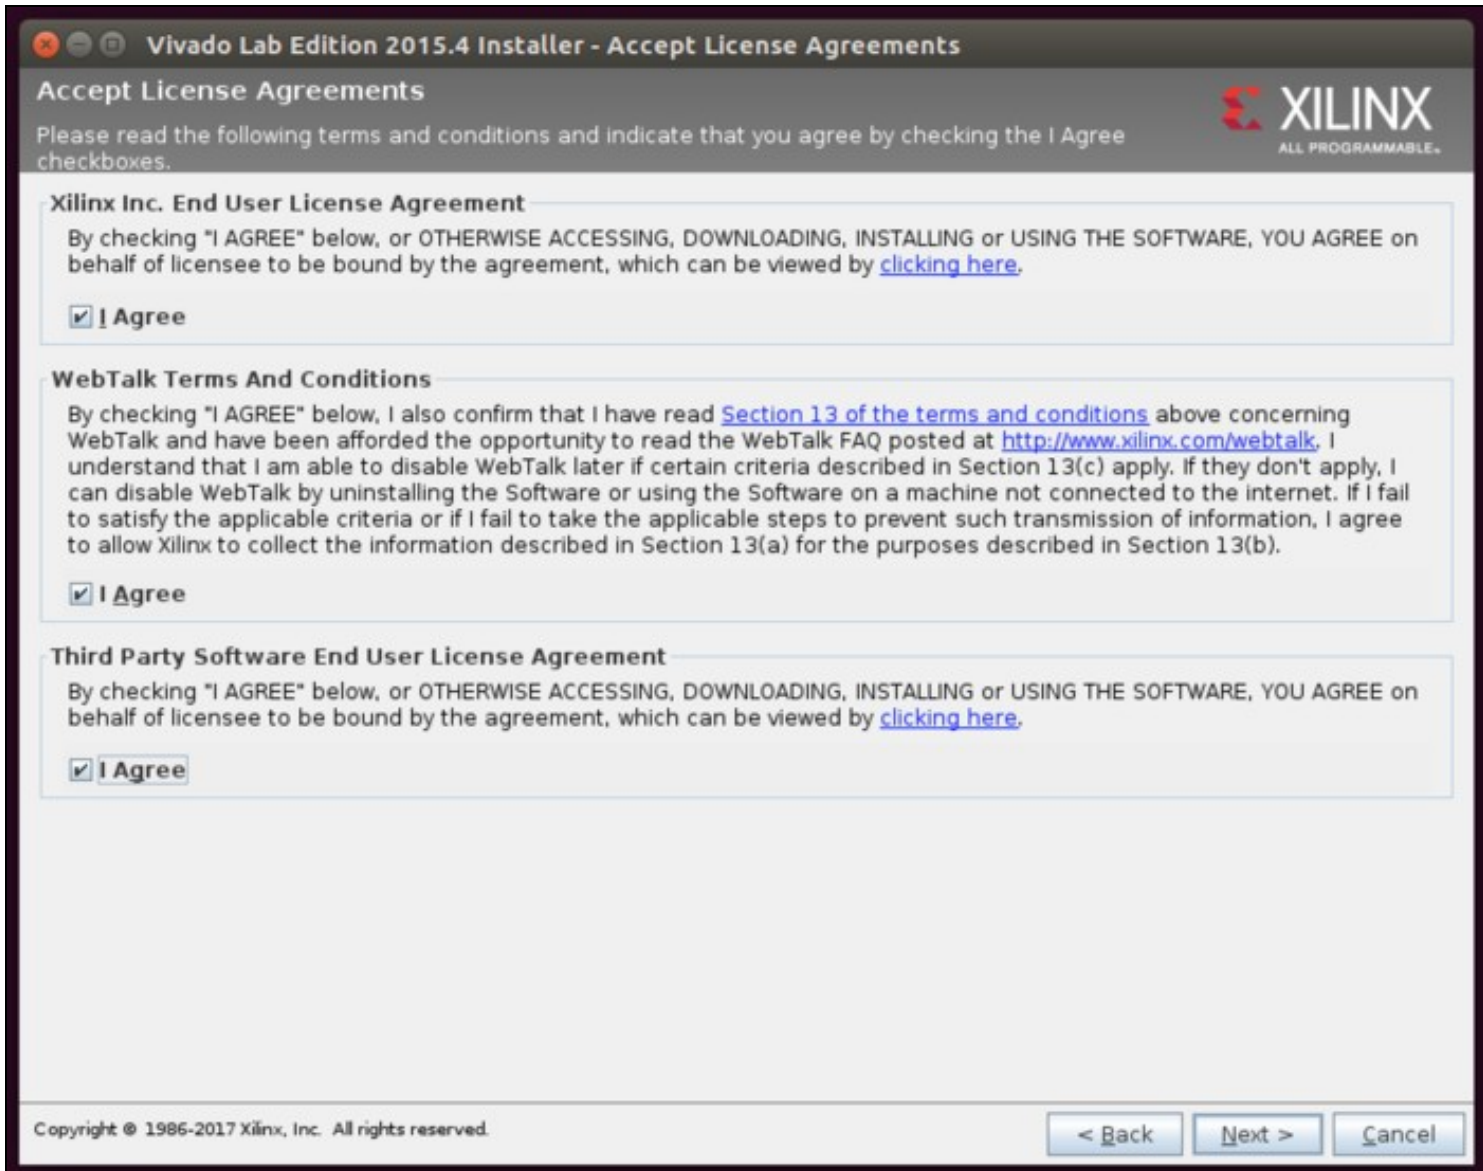 Vivado Lab Edition 2015.4 Installer - Accept License Agreements
Accept License Agreements
Please read the following terms and conditions and indicate that you agree by checking the I Agree
checkboxes.
XILINX
ALL PROGRAMMABLE.
Xilinx Inc. End User License Agreement
By checking "I AGREE" below, or OTHERWISE ACCESSING, DOWNLOADING, INSTALLING or USING THE SOFTWARE, YOU AGREE on
behalf of licensee to be bound by the agreement, which can be viewed by clicking here.
I Agree
WebTalk Terms And Conditions
By checking "I AGREE" below, I also confirm that I have read Section 13 of the terms and conditions above concerning
WebTalk and have been afforded the opportunity to read the WebTalk FAQ posted at http://www.xilinx.com/webtalk. I
understand that I am able to disable WebTalk later if certain criteria described in Section 13(c) apply. If they don't apply, I
can disable WebTalk by uninstalling the Software or using the Software on a machine not connected to the internet. If I fail
to satisfy the applicable criteria or if I fail to take the applicable steps to prevent such transmission of information, I agree
to allow Xilinx to collect the information described in Section 13(a) for the purposes described in Section 13(b).
I Agree
Third Party Software End User License Agreement
By checking "I AGREE" below, or OTHERWISE ACCESSING, DOWNLOADING, INSTALLING or USING THE SOFTWARE, YOU AGREE on
behalf of licensee to be bound by the agreement, which can be viewed by clicking here.
I Agree
Copyright © 1986-2017 Xilinx, Inc. All rights reserved.
< Back
Next >
Cancel